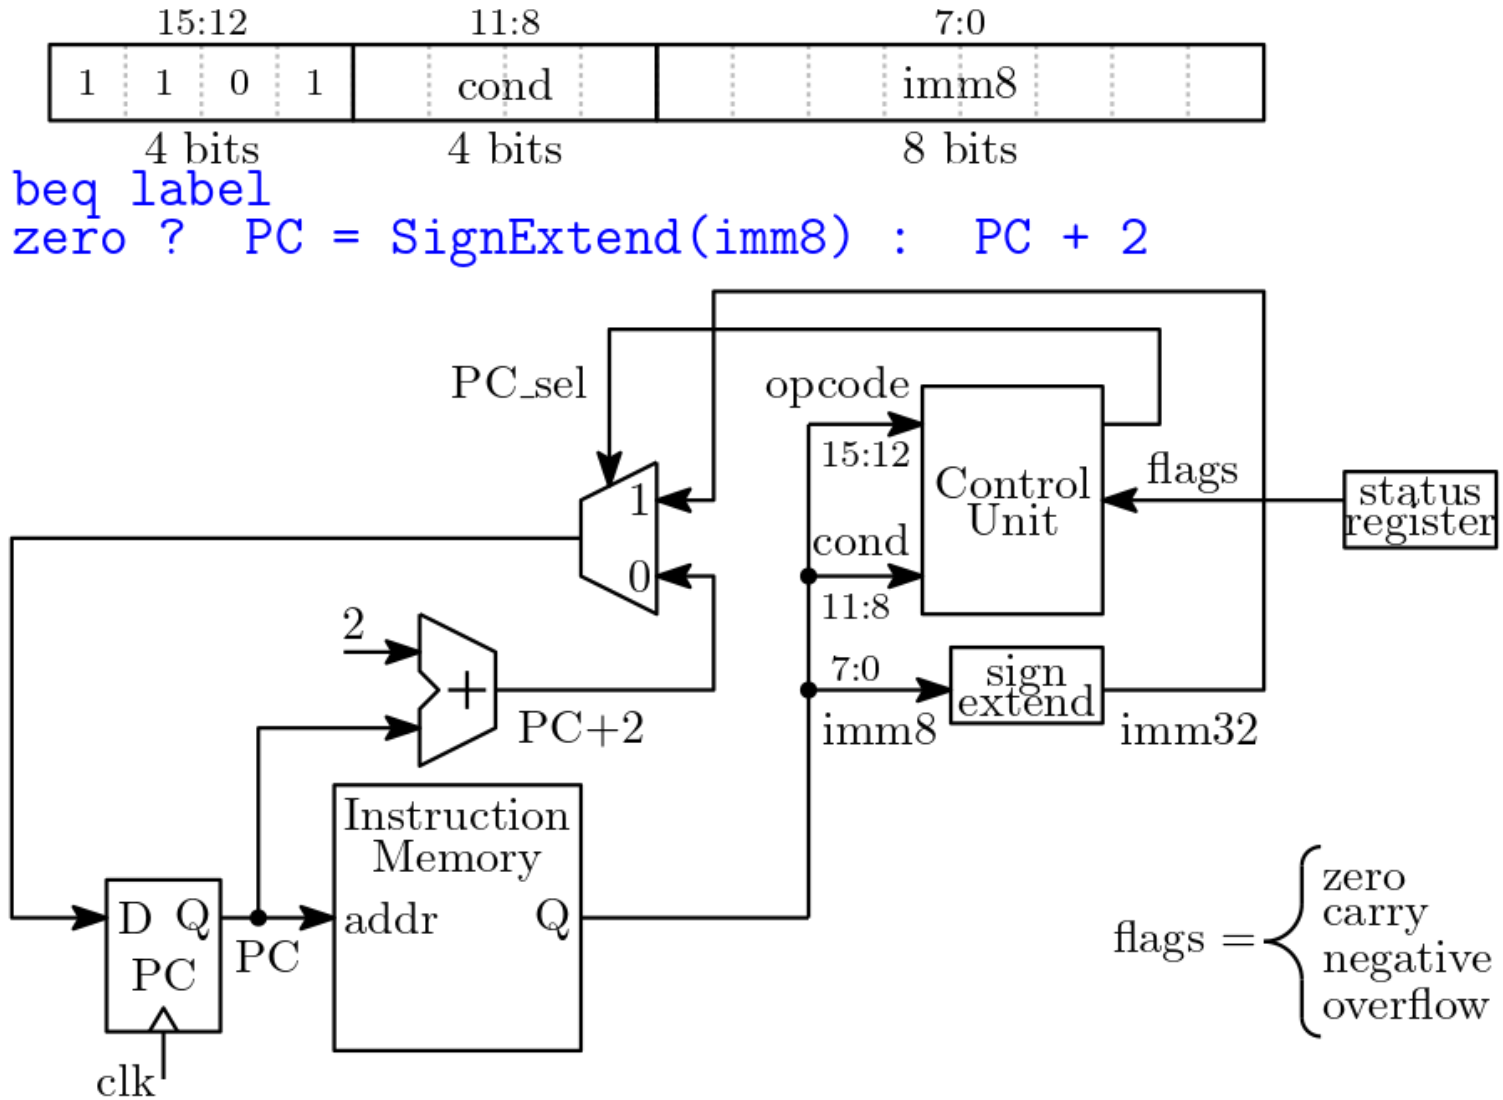 15:12 11:8 7:0
1 1 0 1 cond imm8
4 bits 4 bits 8 bits
beq label
zero ? PC = SignExtend(imm8) : PC + 2
PC_sel
opcode
15:12
Control
Unit
flags
status
register
1
0
cond
11:8
2
+
PC+2
7:0
imm8
sign
extend
imm32
Instruction
Memory
addr Q
D Q
PC
PC
clk
flags =
zero
carry
negative
overflow